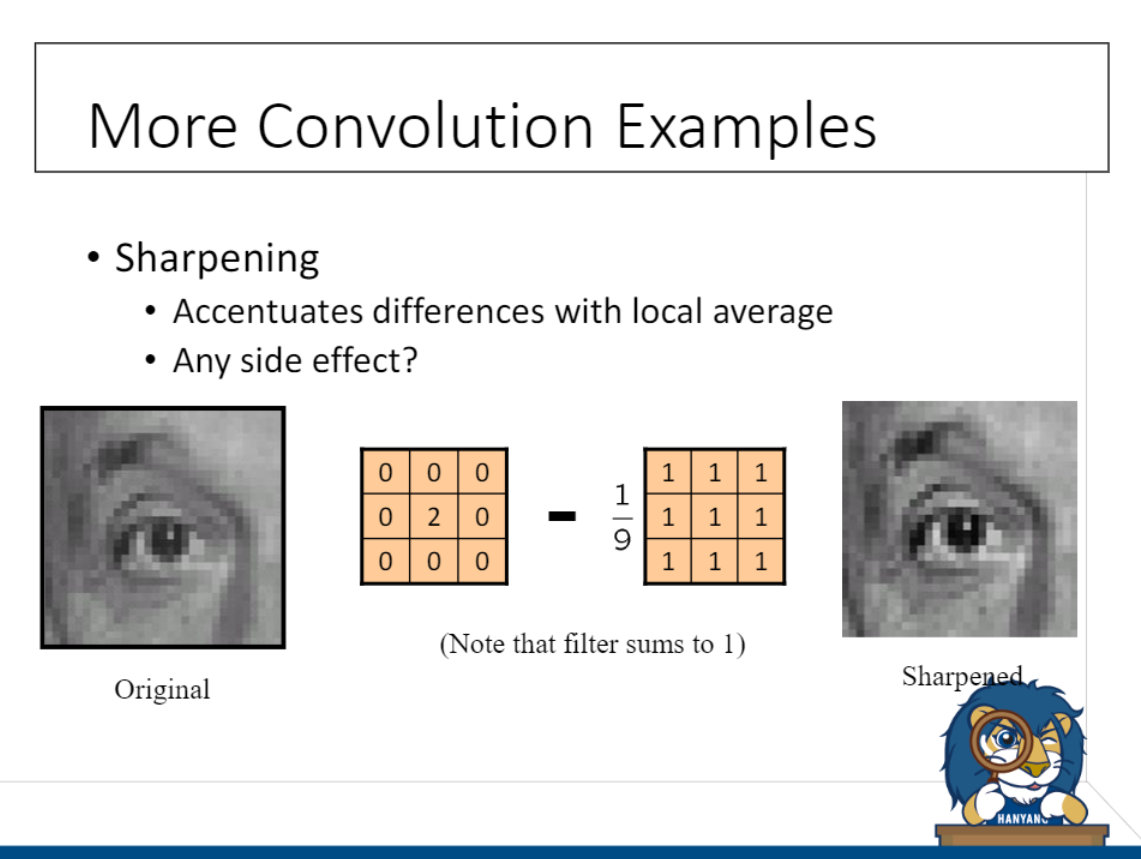 More Convolution Examples
• Sharpening
• Accentuates differences with local average
• Any side effect?
0 0 0
0 2 0
0 0 0
-
1
9
1 1 1
1 1 1
1 1 1
(Note that filter sums to 1)
Original
Sharpened
HANYANG